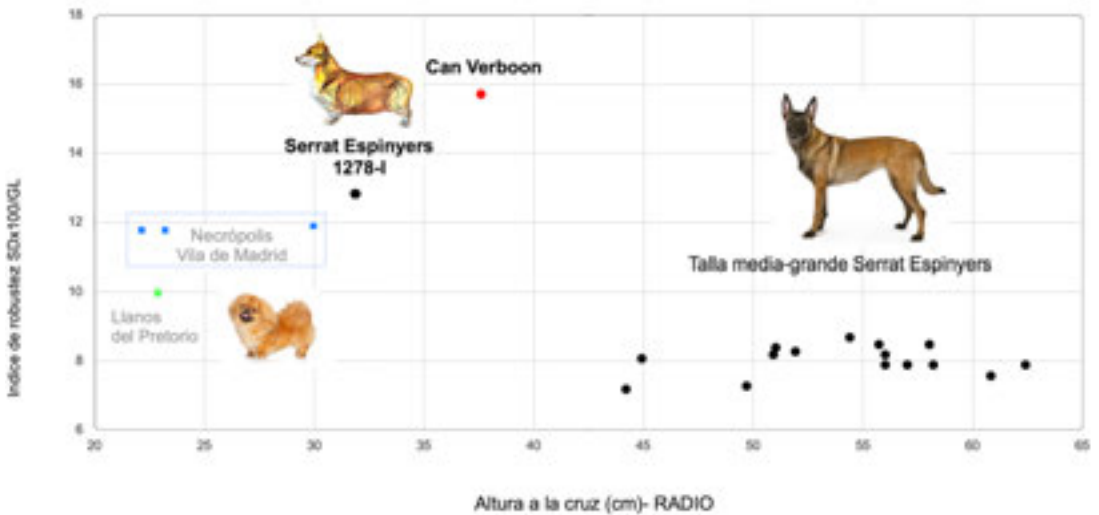 18
16
14
12
10
8
6
Indice de robustez SDx100/GL
Can Verboon
Serrat Espinyers
1278-I
Necrópolis
Vila de Madrid
Talla media-grande Serrat Espinyers
Llanos
del Pretorio
20 25 30 35 40 45 50 55 60 65
Altura a la cruz (cm)- RADIO